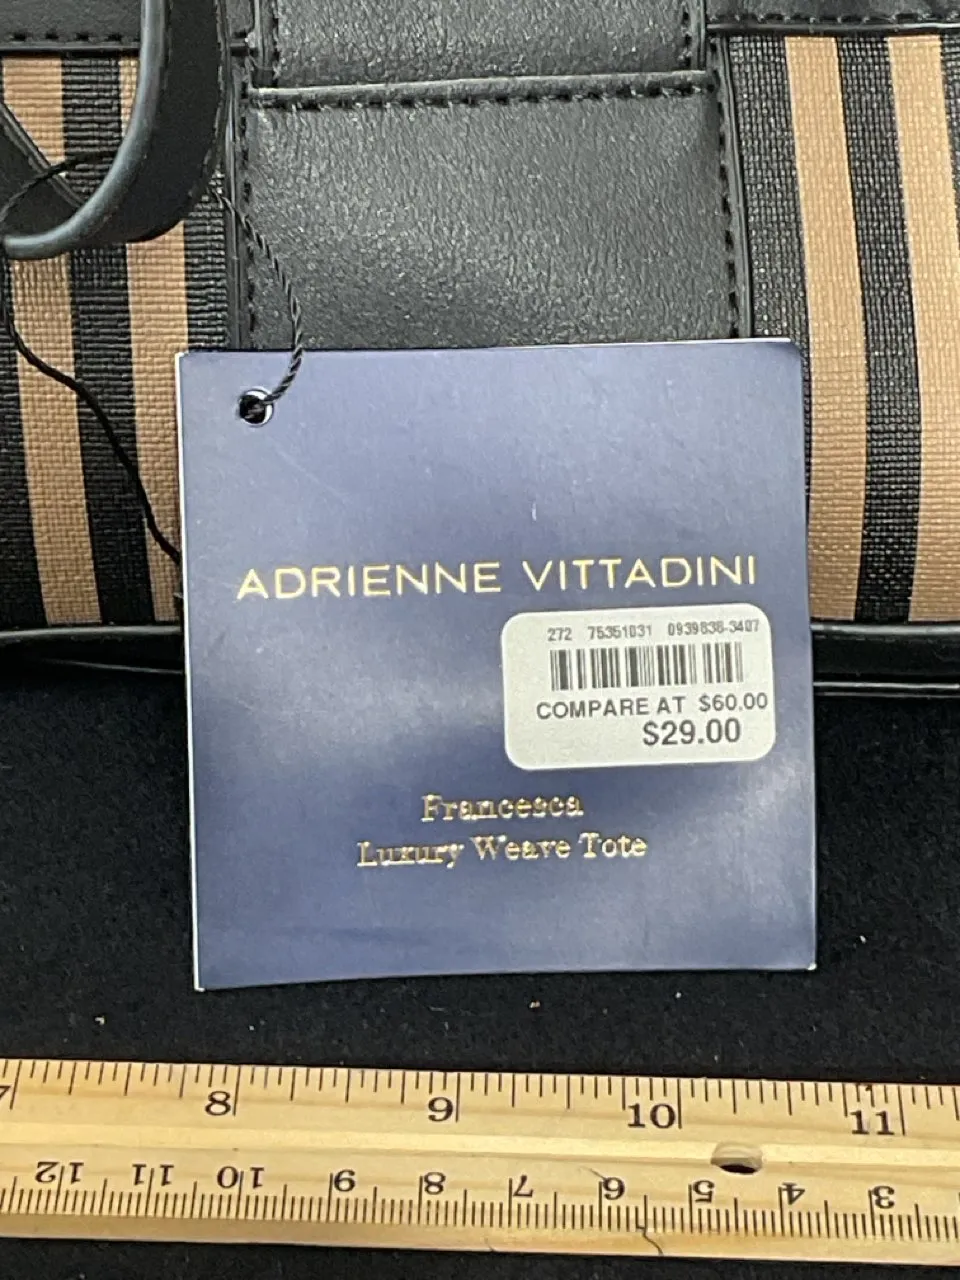 ADRIENNE VITTADINI
272 75351031 0939838-3407
COMPARE AT $60.00
$29.00
Francesca
Luxury Weave Tote
7 8 9 10 11
12 11 10 9 8 7 6 5 4 3